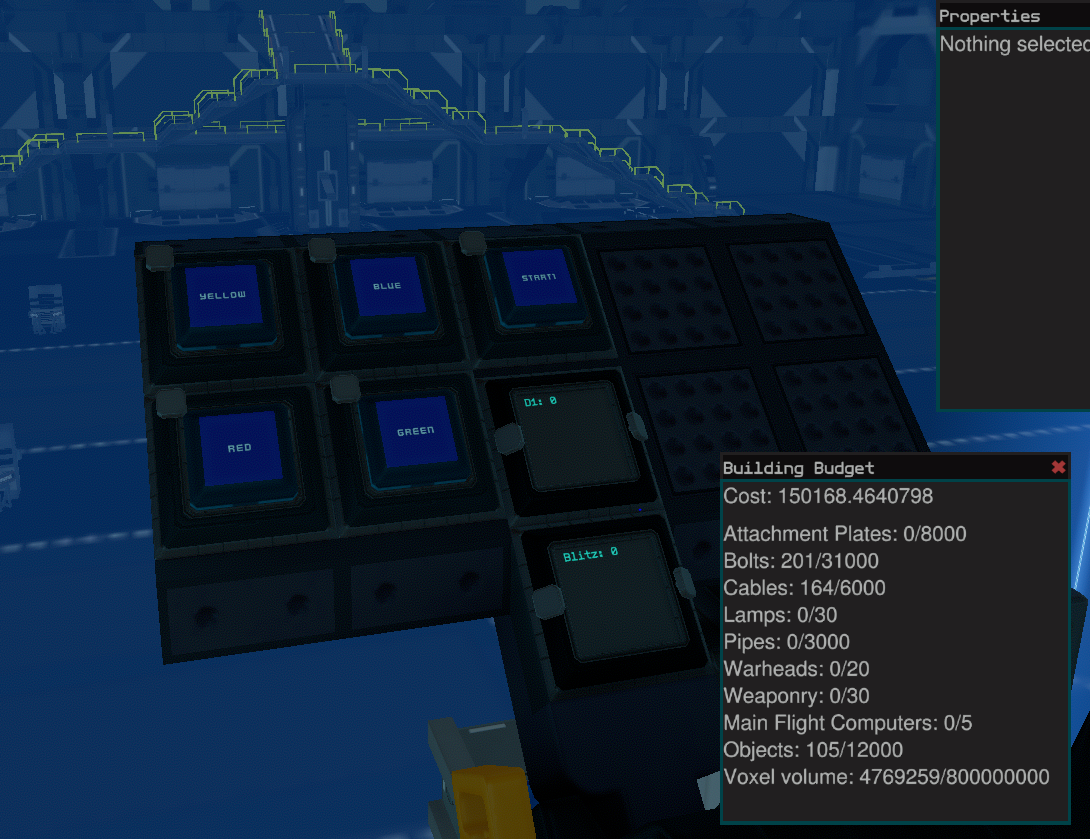 Properties
Nothing selected
YELLOW
BLUE
START1
RED
GREEN
D1: 0
Blitz: 0
Building Budget
Cost: 150168.4640798
Attachment Plates: 0/8000
Bolts: 201/31000
Cables: 164/6000
Lamps: 0/30
Pipes: 0/3000
Warheads: 0/20
Weaponry: 0/30
Main Flight Computers: 0/5
Objects: 105/12000
Voxel volume: 4769259/800000000